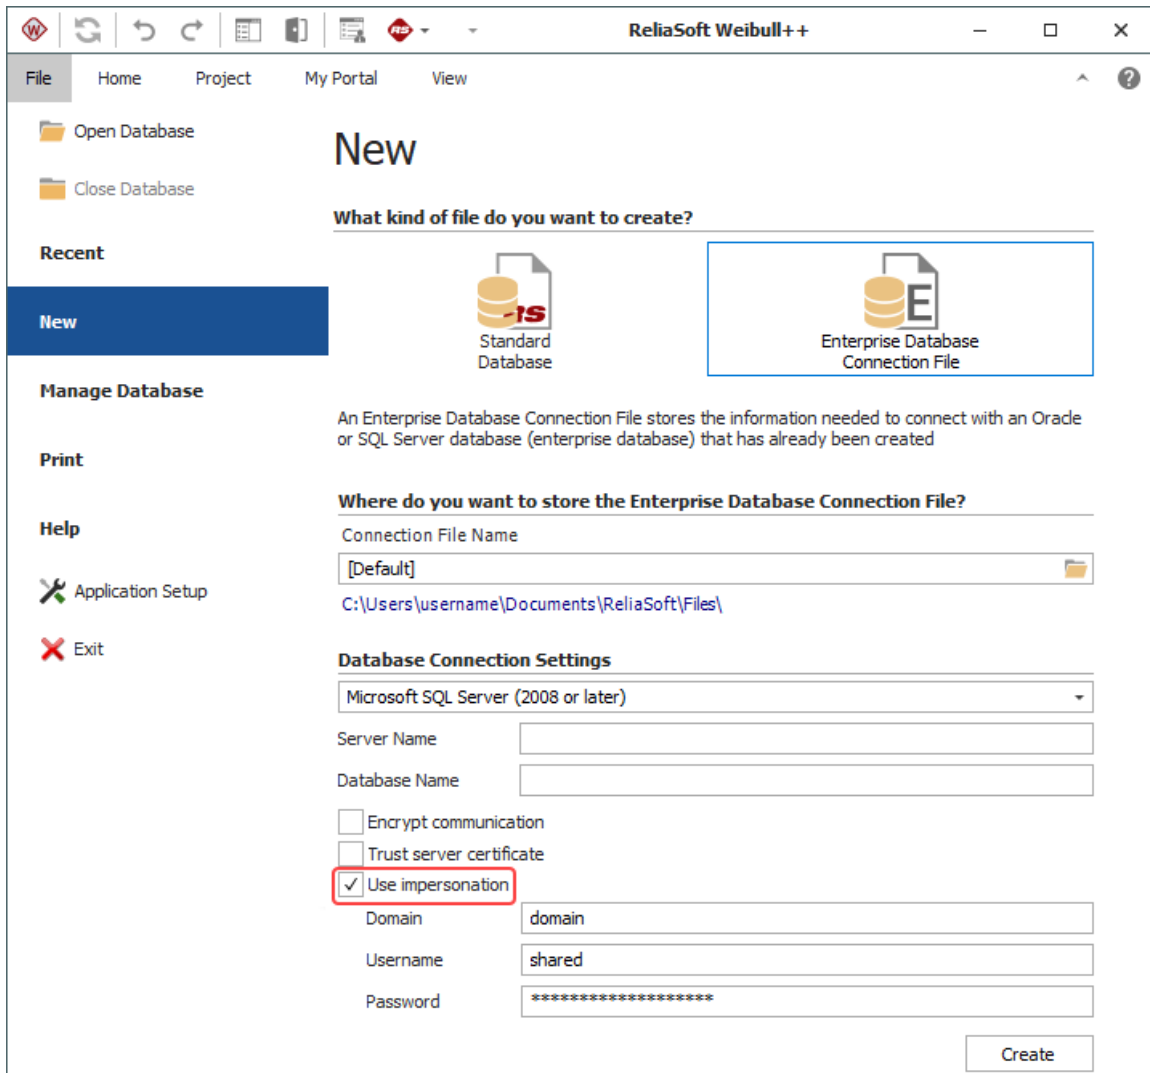 ReliaSoft Weibull++
File Home Project My Portal View
Open Database
Close Database
Recent
New
Manage Database
Print
Help
Application Setup
Exit
New
What kind of file do you want to create?
Standard
Database
E
Enterprise Database
Connection File
An Enterprise Database Connection File stores the information needed to connect with an Oracle
or SQL Server database (enterprise database) that has already been created
Where do you want to store the Enterprise Database Connection File?
Connection File Name
[Default]
C:\Users\username\Documents\ReliaSoft\Files\
Database Connection Settings
Microsoft SQL Server (2008 or later)
Server Name
Database Name
Encrypt communication
Trust server certificate
Use impersonation
Domain domain
Username shared
Password *******************
Create